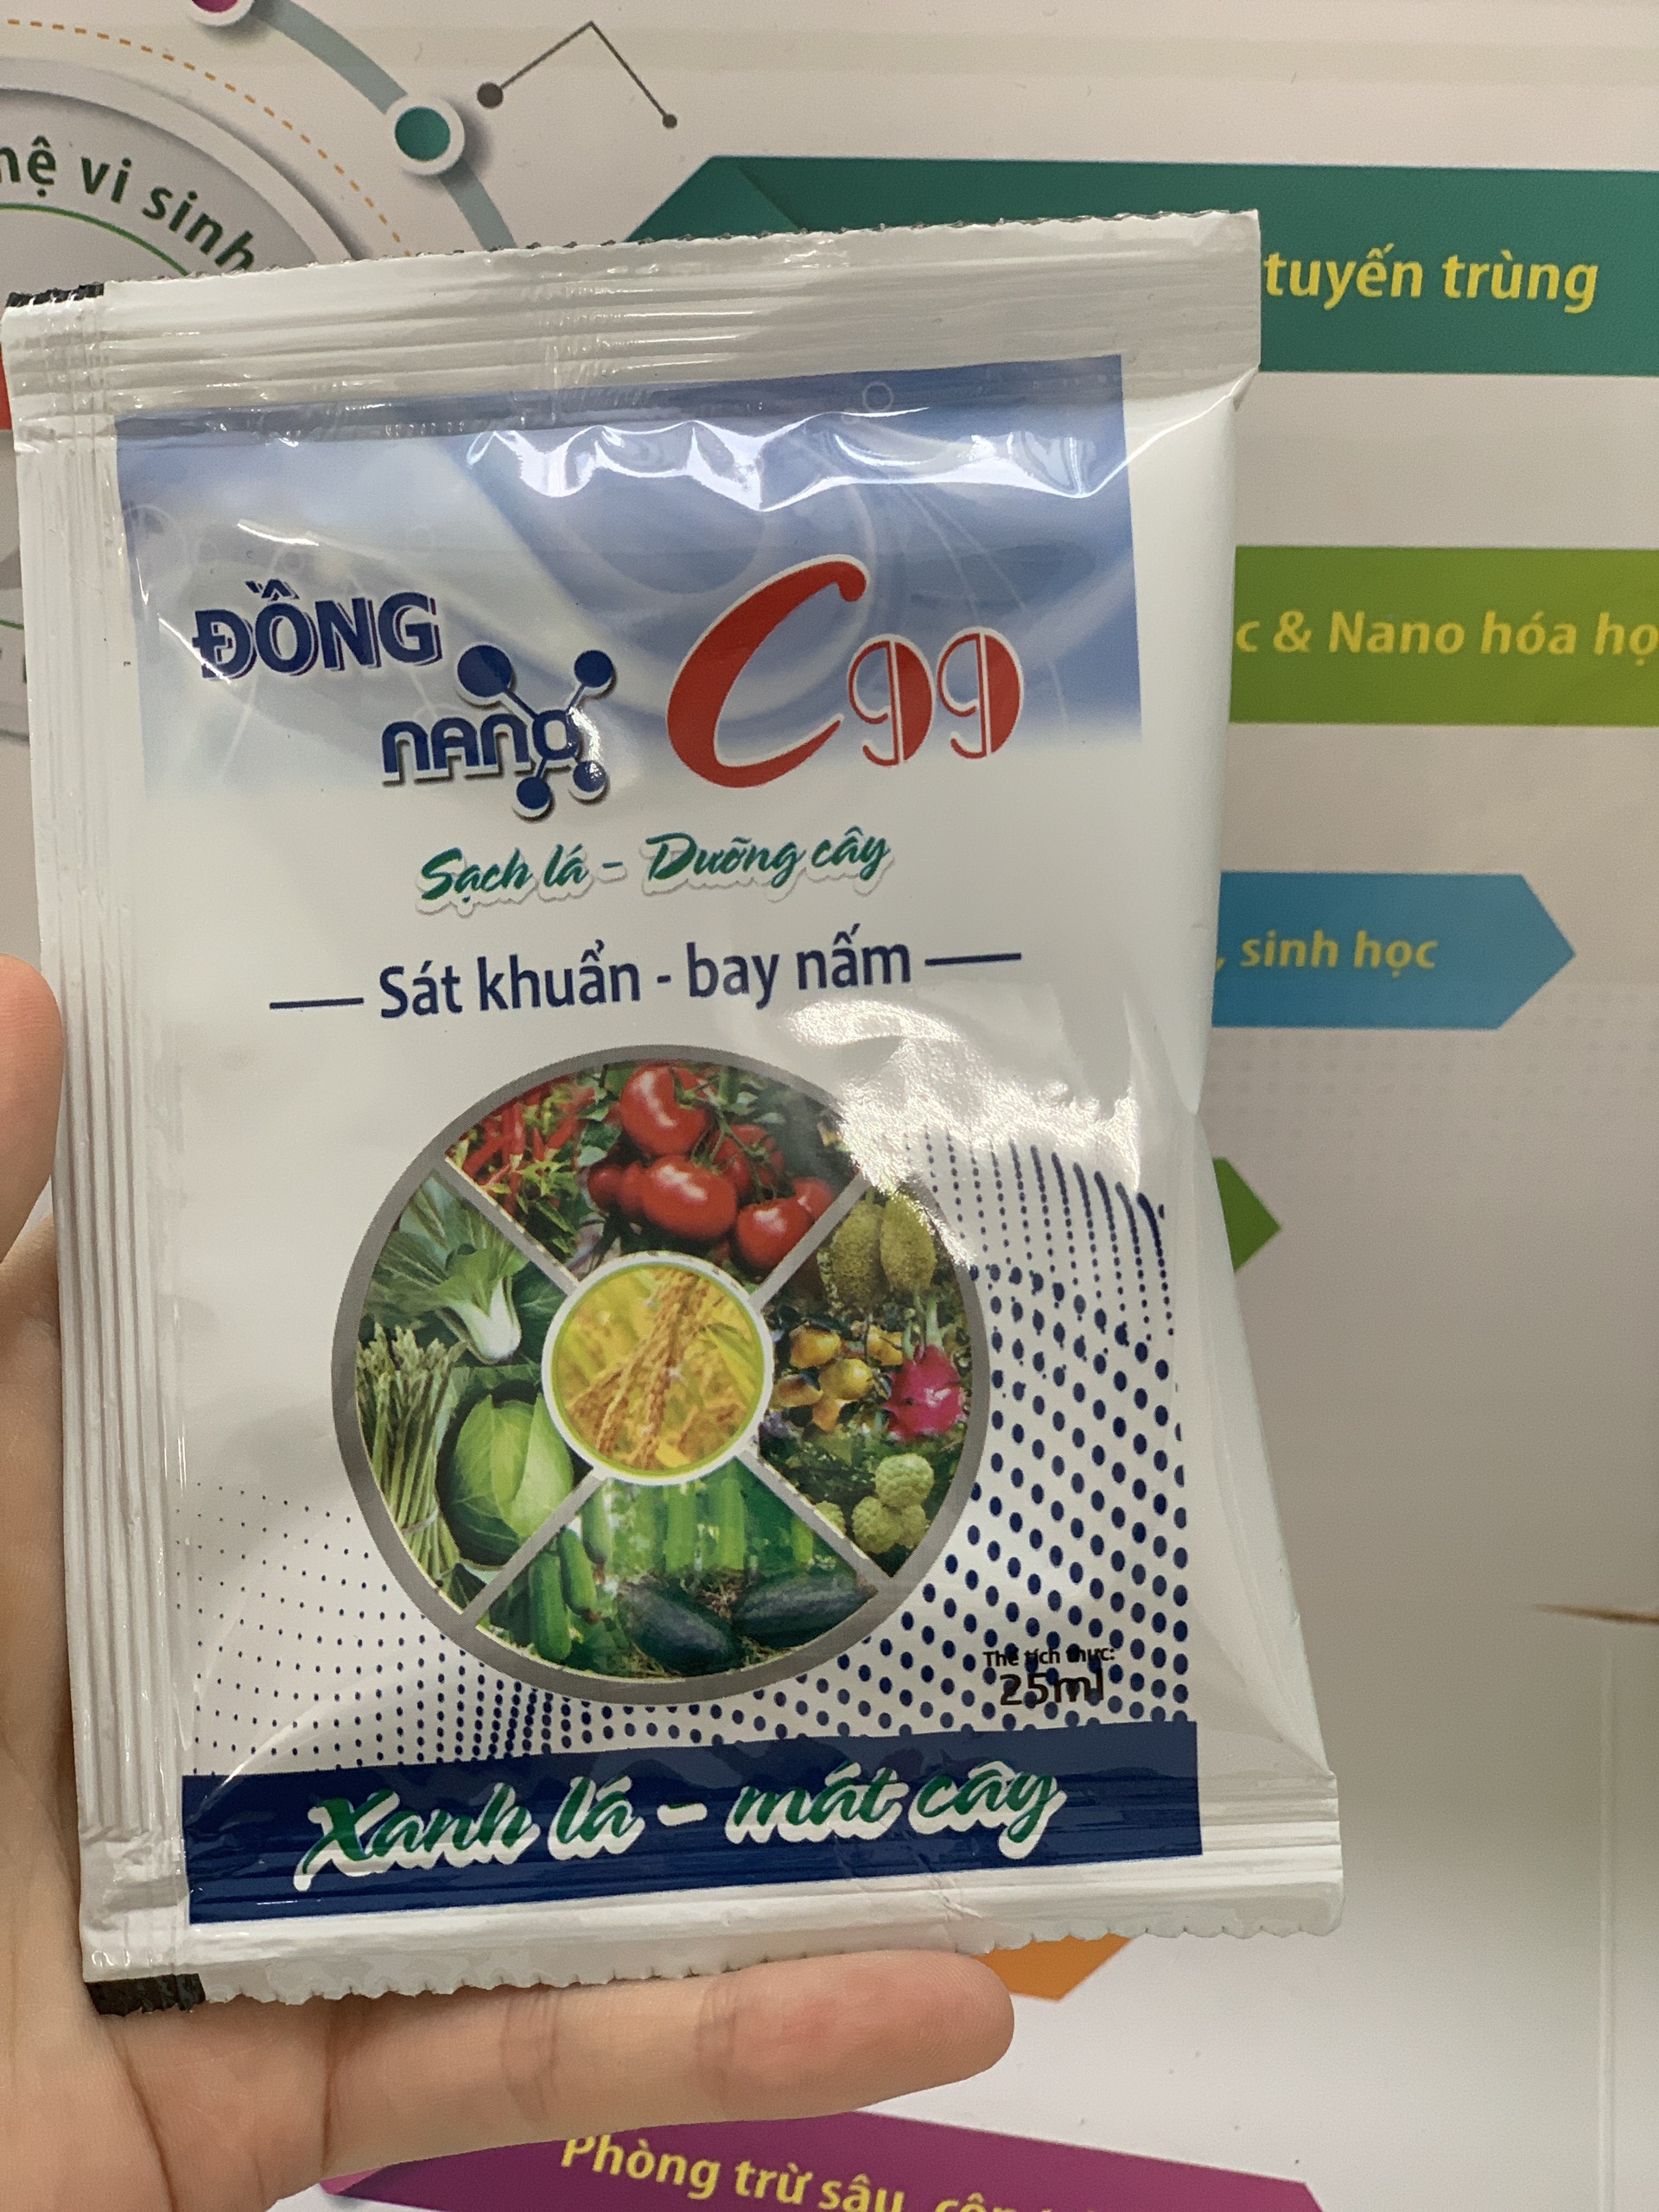 hệ vi sinh
tuyến trùng
c & Nano hóa họ
, sinh học
ĐỒNG
nano
C99
Sạch lá - Dưỡng cây
Sát khuẩn - bay nấm
Thể tích thực:
25ml
Xanh lá - mát cây
Phòng trừ sâu,